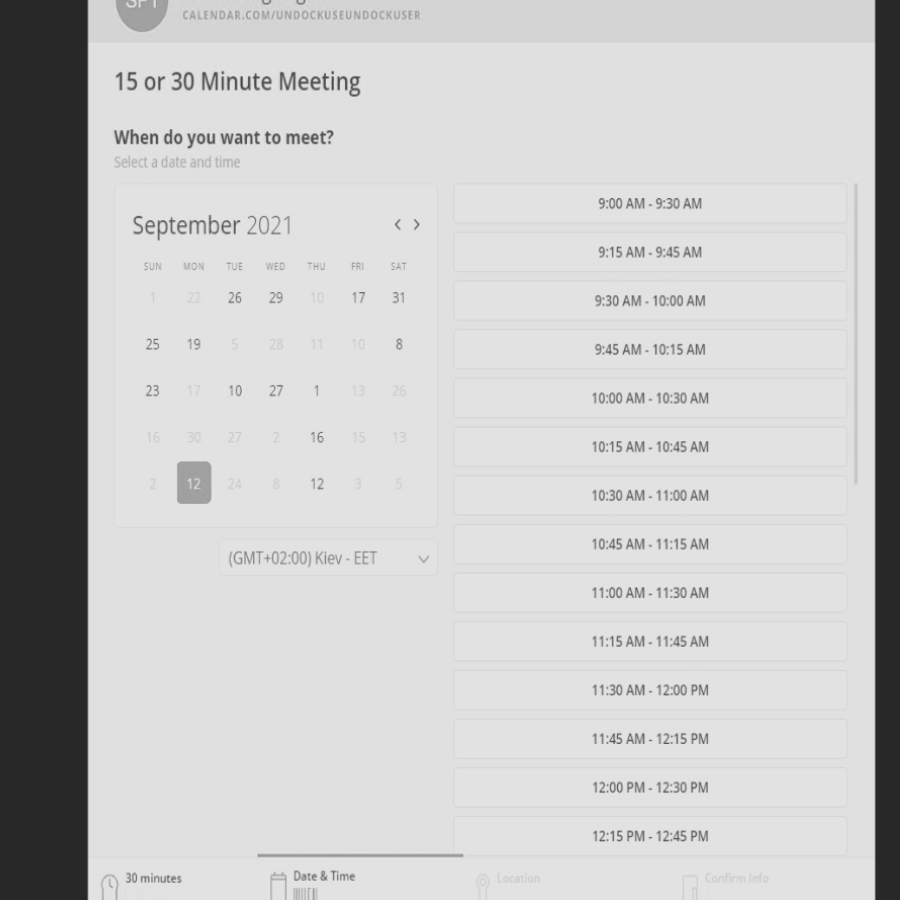 CALENDAR.COM/UNDOCKUSEUNDOCKUSER
15 or 30 Minute Meeting
When do you want to meet?
Select a date and time
September 2021
SUN MON TUE WED THU FRI SAT
1 22 26 29 10 17 31
25 19 5 28 11 10 8
23 17 10 27 1 13 26
16 30 27 2 16 15 13
2 12 24 8 12 3 5
(GMT+02:00) Kiev - EET
9:00 AM - 9:30 AM
9:15 AM - 9:45 AM
9:30 AM - 10:00 AM
9:45 AM - 10:15 AM
10:00 AM - 10:30 AM
10:15 AM - 10:45 AM
10:30 AM - 11:00 AM
10:45 AM - 11:15 AM
11:00 AM - 11:30 AM
11:15 AM - 11:45 AM
11:30 AM - 12:00 PM
11:45 AM - 12:15 PM
12:00 PM - 12:30 PM
12:15 PM - 12:45 PM
30 minutes
Date & Time
Location
Confirm Info